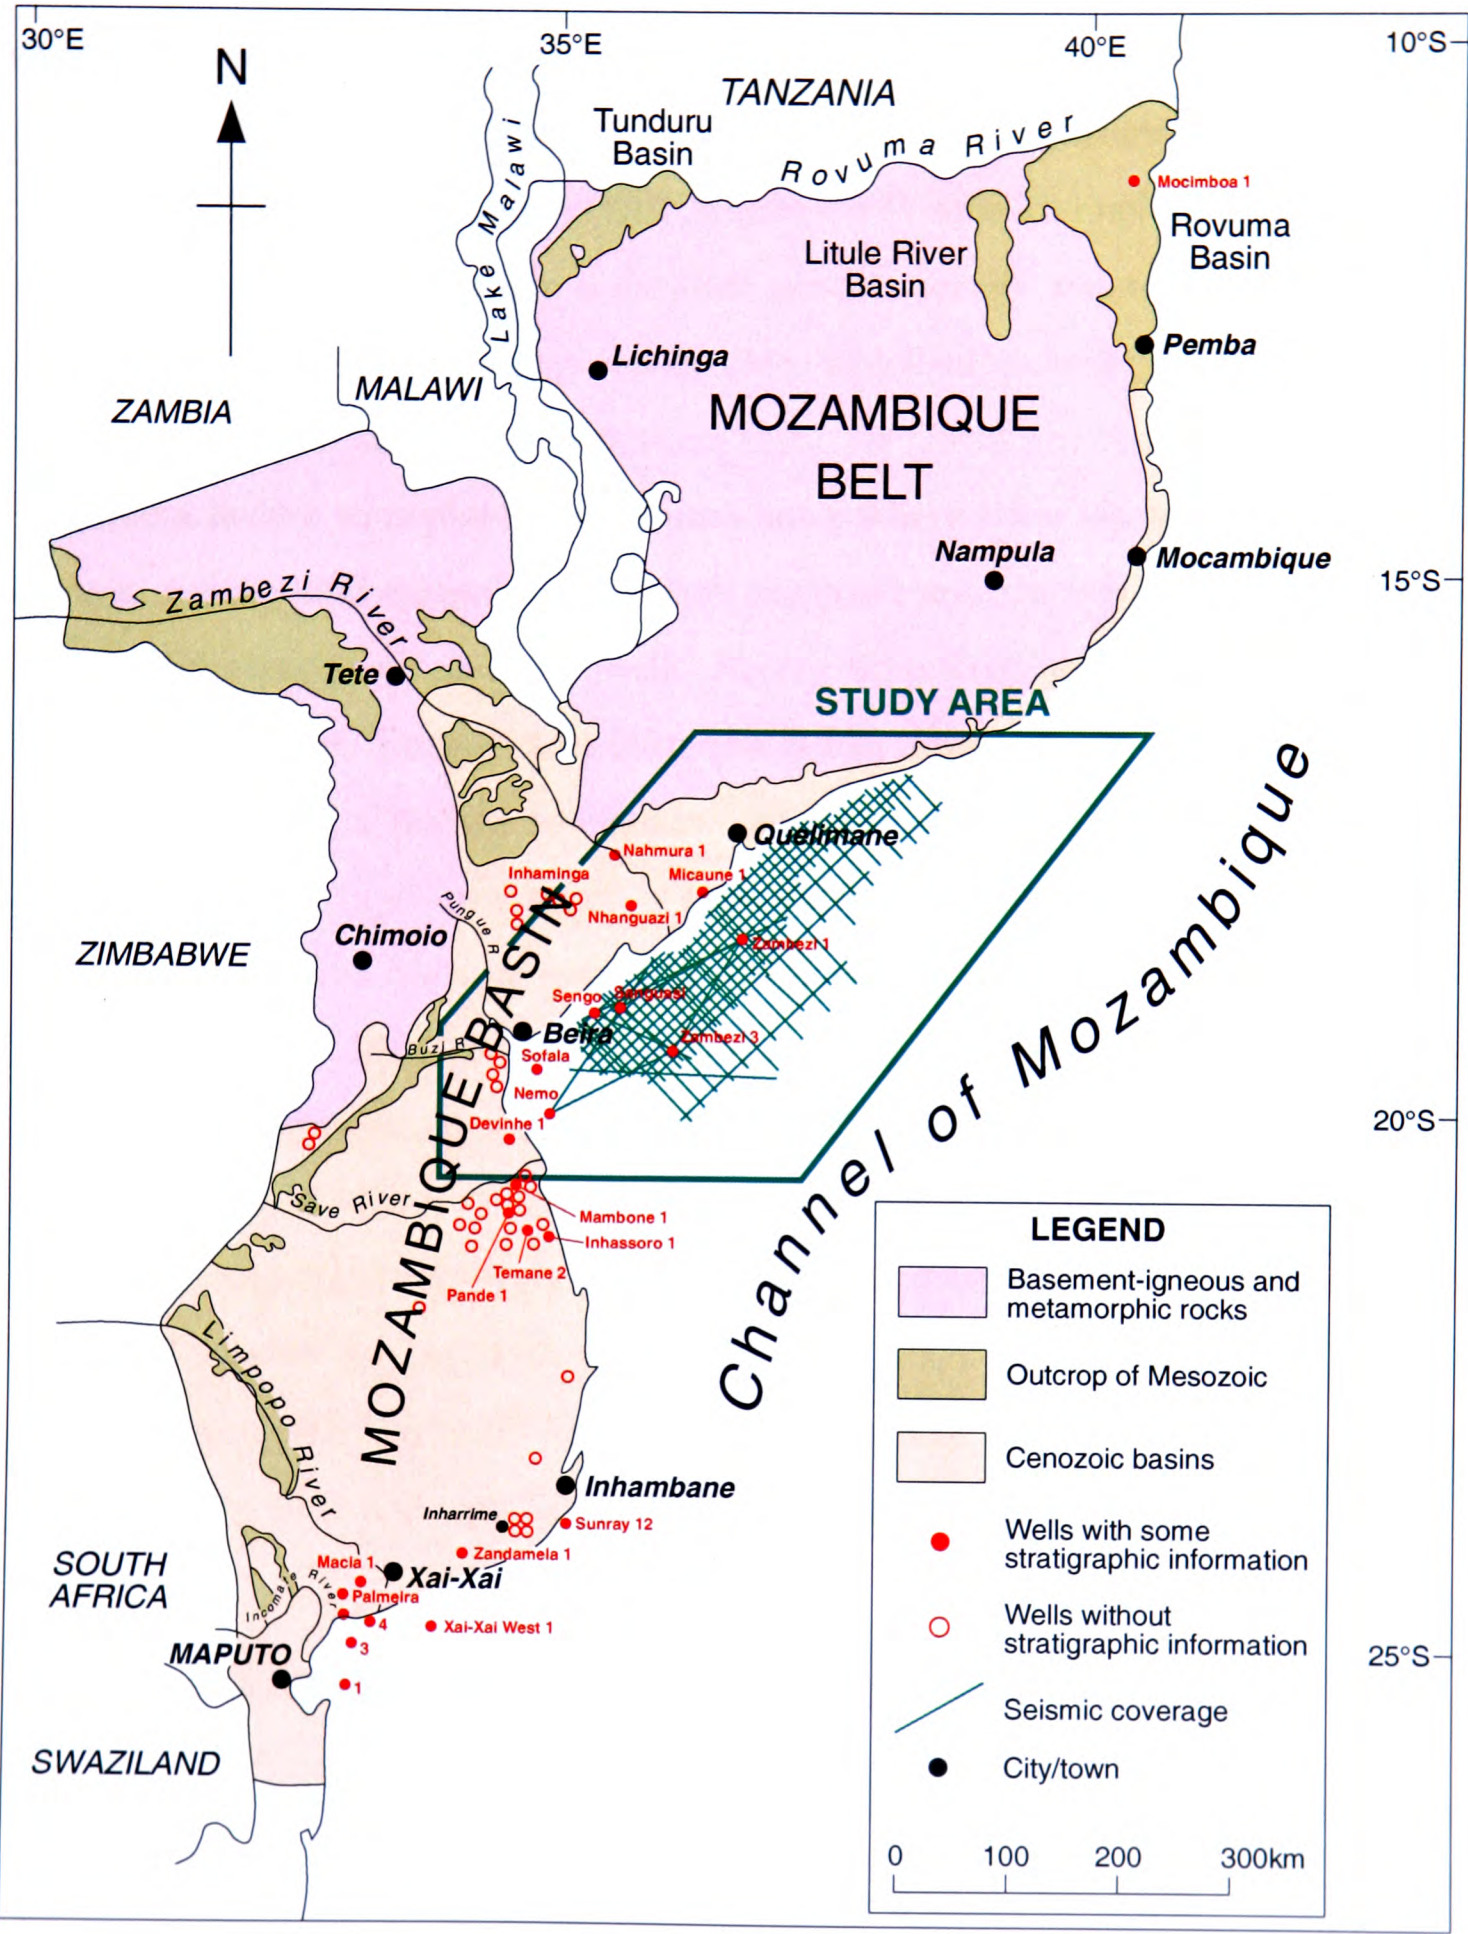 30°E
35°E
40°E
10°S
N
TANZANIA
Tunduru
Basin
Rovuma River
Mocimboa 1
Rovuma
Basin
Lake Malawi
Litule River
Basin
Pemba
Lichinga
MALAWI
ZAMBIA
MOZAMBIQUE
BELT
Nampula
Mocambique
15°S
Zambezi River
Tete
STUDY AREA
Quelimane
Nahmura 1
Inhaminga
Micaune 1
Nhanguazi 1
Pungue R
Chimoio
ZIMBABWE
Zambezi 1
Sengo
Sangussi
Zambezi 3
Beira
Buzi R
Sofala
Nemo
Devinhe 1
20°S
MOZAMBIQUE BASIN
Channel of Mozambique
Save River
Mambone 1
Inhassoro 1
Temane 2
Pande 1
Limpopo River
Inhambane
Inharrime
Sunray 12
Zandamela 1
SOUTH
AFRICA
Macia 1
Xai-Xai
Palmeira
Incomate River
4
Xai-Xai West 1
3
MAPUTO
1
25°S
SWAZILAND
LEGEND
Basement-igneous and
metamorphic rocks
Outcrop of Mesozoic
Cenozoic basins
Wells with some
stratigraphic information
Wells without
stratigraphic information
Seismic coverage
City/town
0 100 200 300km